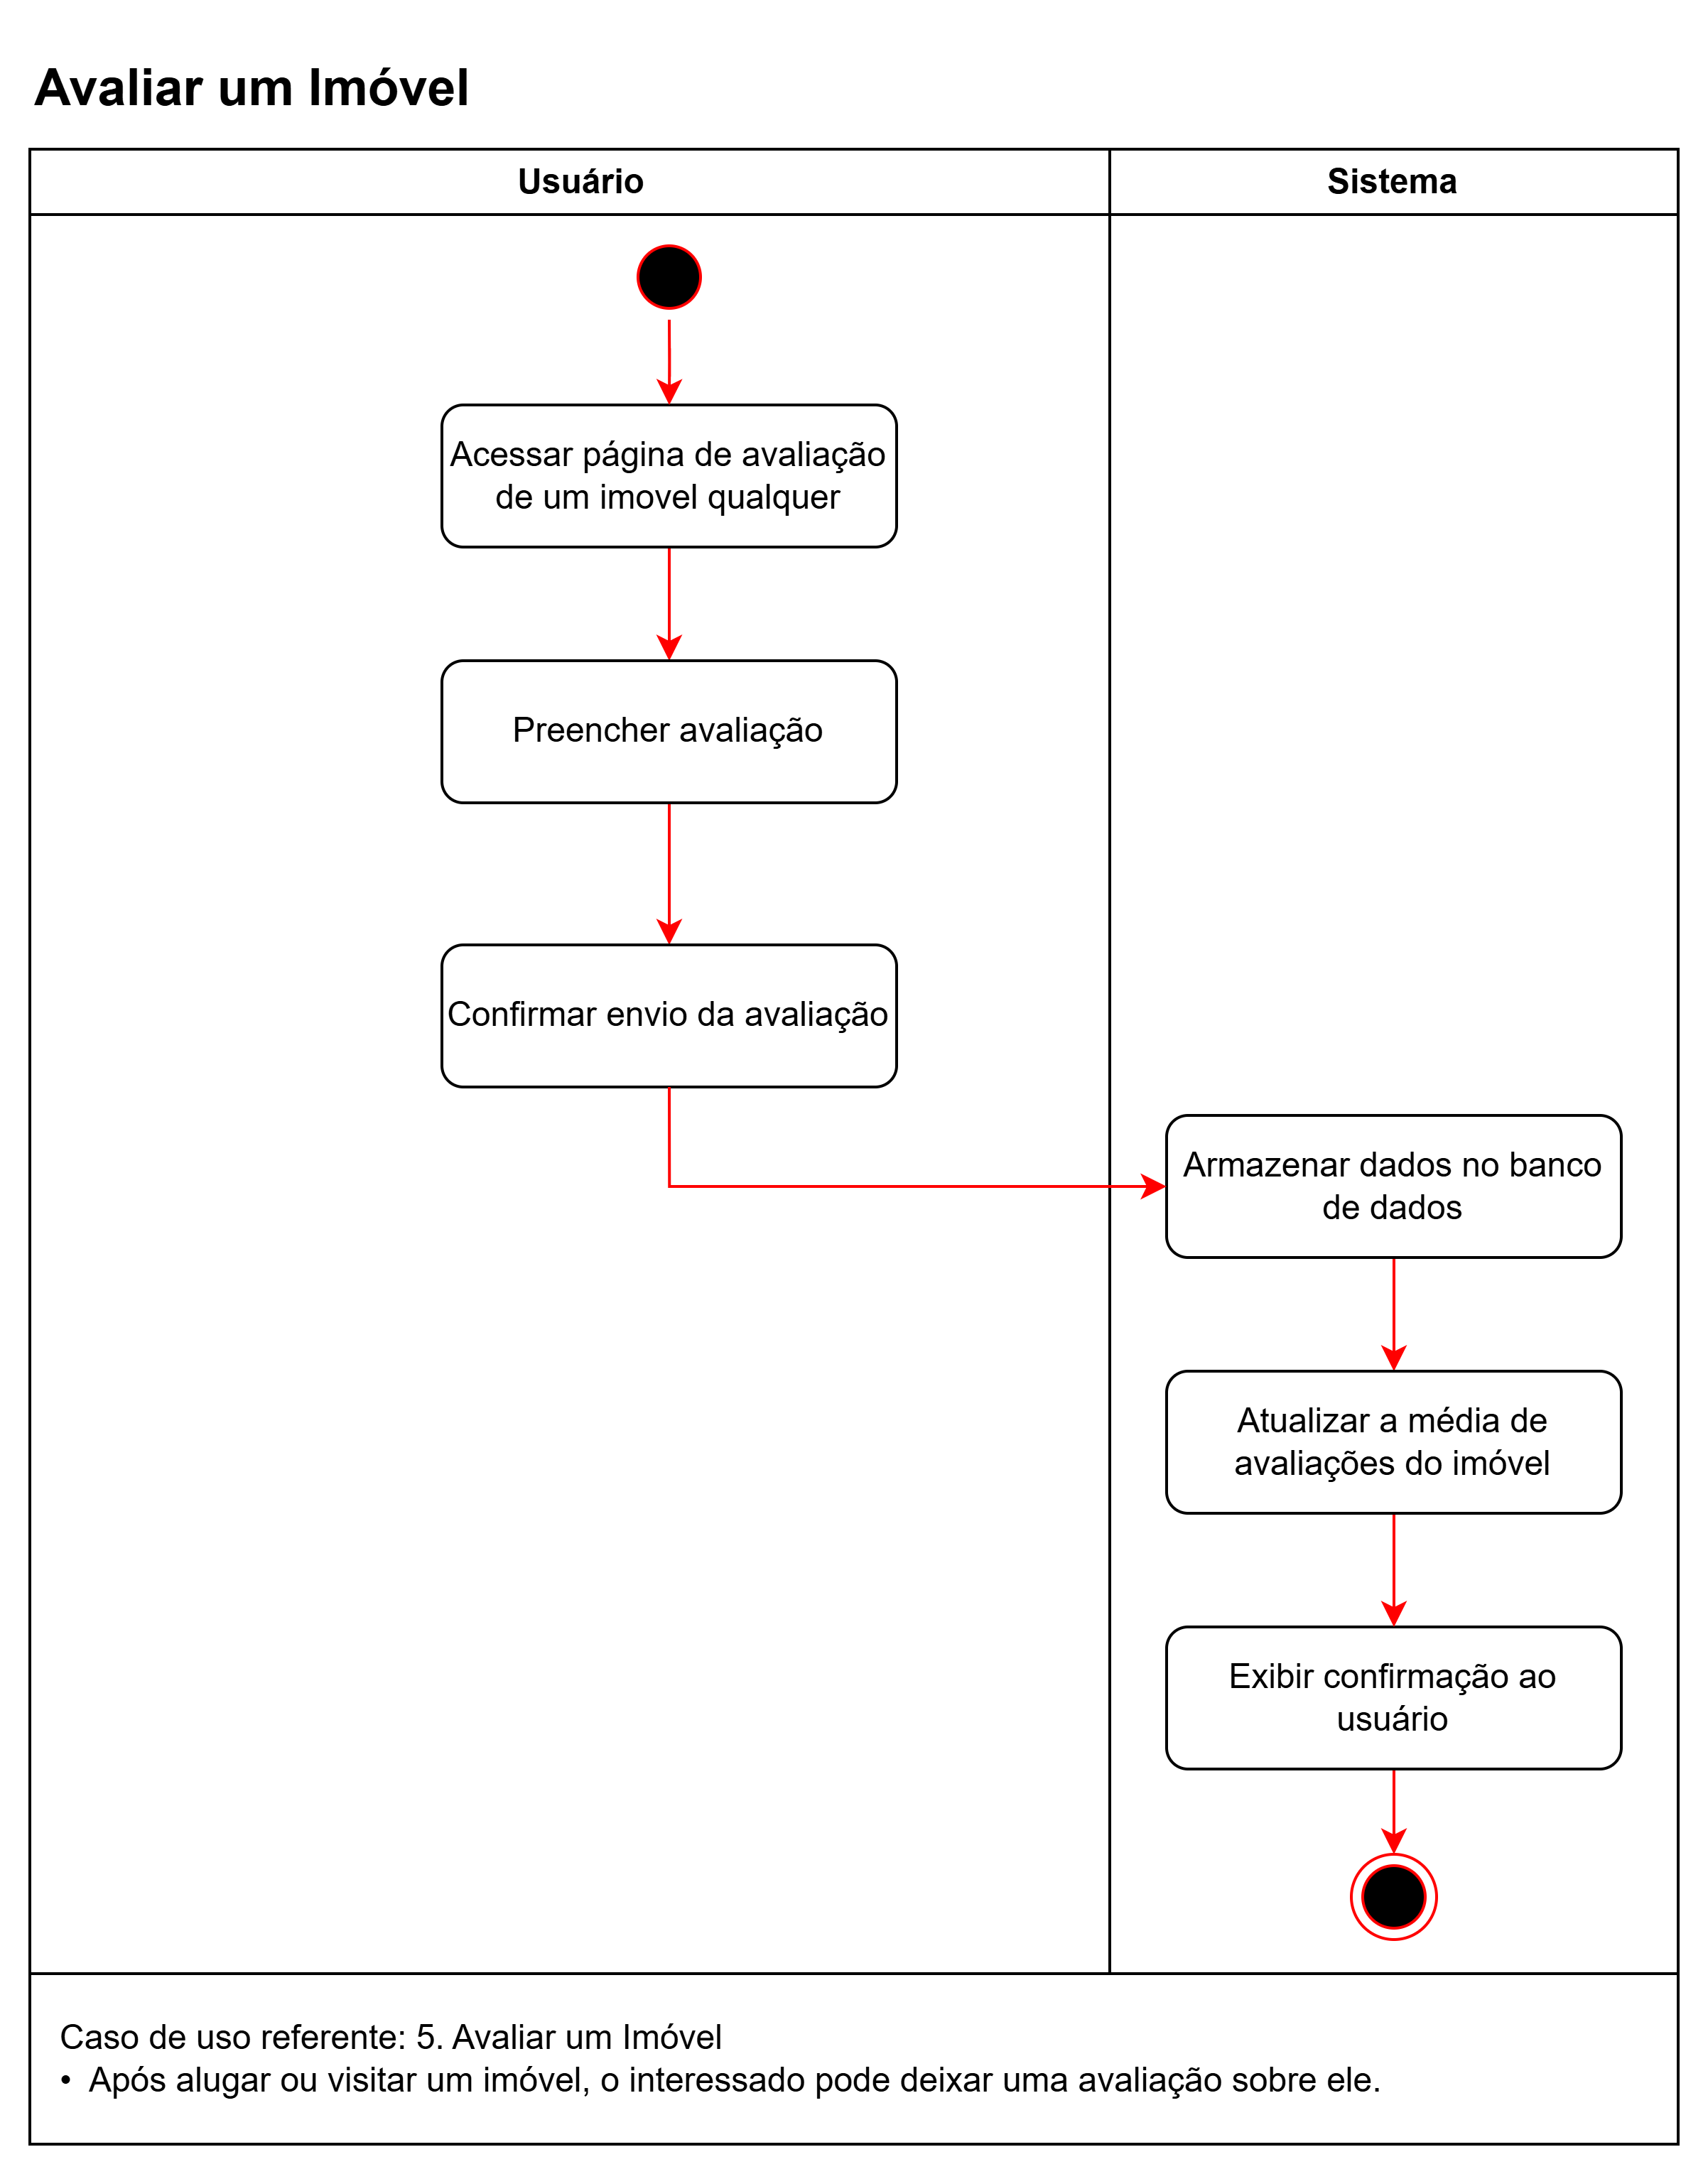 Avaliar um Imóvel
Usuário
Sistema
Acessar página de avaliação
de um imovel qualquer
Preencher avaliação
Confirmar envio da avaliação
Armazenar dados no banco
de dados
Atualizar a média de
avaliações do imóvel
Exibir confirmação ao
usuário
Caso de uso referente: 5. Avaliar um Imóvel
• Após alugar ou visitar um imóvel, o interessado pode deixar uma avaliação sobre ele.